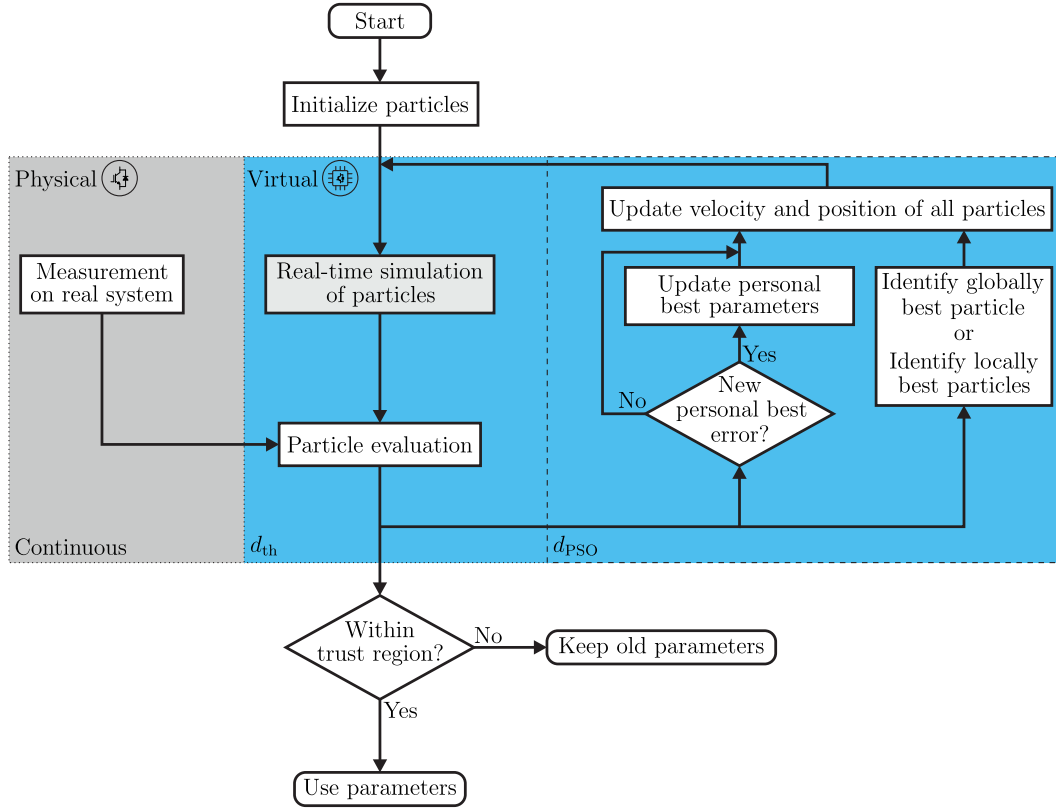 Start
Initialize particles
Physical
Virtual
Update velocity and position of all particles
Measurement
on real system
Real-time simulation
of particles
Update personal
best parameters
Identify globally
best particle
or
Identify locally
best particles
Yes
No
New
personal best
error?
Particle evaluation
Continuous
d_th
d_PSO
Within
trust region?
No
Keep old parameters
Yes
Use parameters